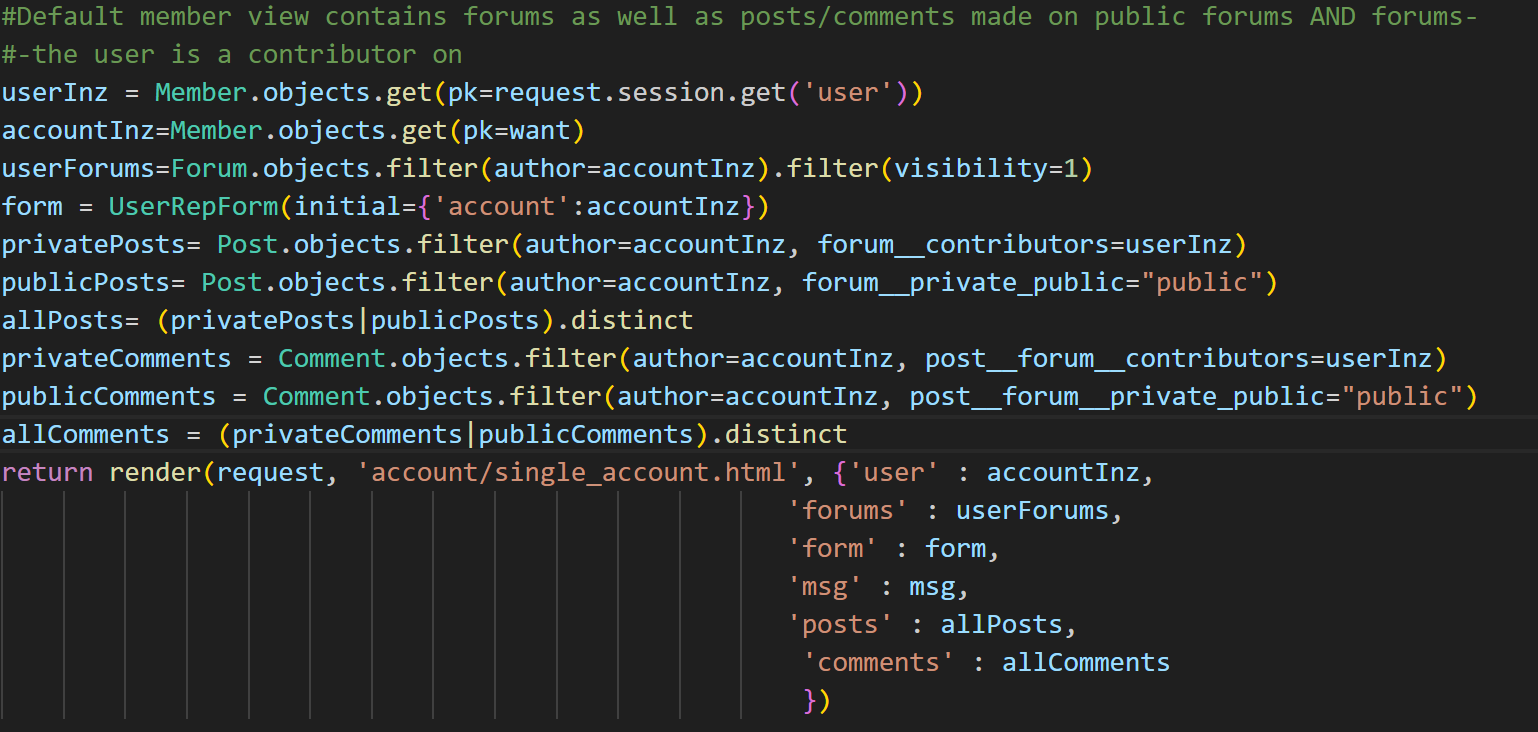 #Default member view contains forums as well as posts/comments made on public forums AND forums-
#-the user is a contributor on
userInz = Member.objects.get(pk=request.session.get('user'))
accountInz=Member.objects.get(pk=want)
userForums=Forum.objects.filter(author=accountInz).filter(visibility=1)
form = UserRepForm(initial={'account':accountInz})
privatePosts= Post.objects.filter(author=accountInz, forum__contributors=userInz)
publicPosts= Post.objects.filter(author=accountInz, forum__private_public="public")
allPosts= (privatePosts|publicPosts).distinct
privateComments = Comment.objects.filter(author=accountInz, post__forum__contributors=userInz)
publicComments = Comment.objects.filter(author=accountInz, post__forum__private_public="public")
allComments = (privateComments|publicComments).distinct
return render(request, 'account/single_account.html', {'user' : accountInz,
'forums' : userForums,
'form' : form,
'msg' : msg,
'posts' : allPosts,
'comments' : allComments
})